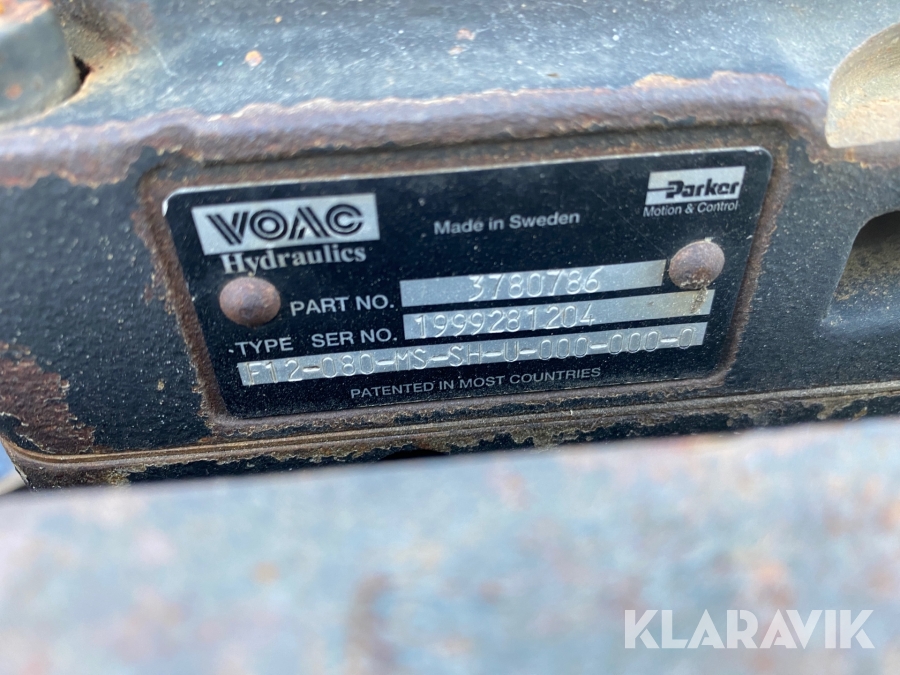 VOAC
Hydraulics
Made in Sweden
Parker
Motion & Control
PART NO. 3780786
TYPE SER NO. 1999281204
F12-080-MS-SH-U-000-000-0
PATENTED IN MOST COUNTRIES
KLARAVIK